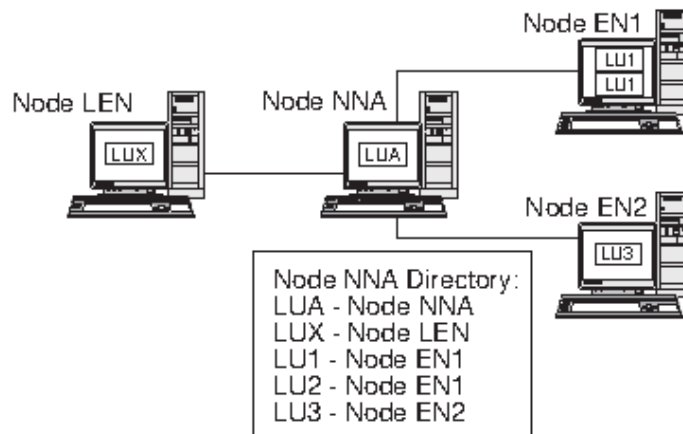 Node EN1
LU1
LU1
Node LEN
Node NNA
LUX
LUA
Node EN2
LU3
Node NNA Directory:
LUA - Node NNA
LUX - Node LEN
LU1 - Node EN1
LU2 - Node EN1
LU3 - Node EN2